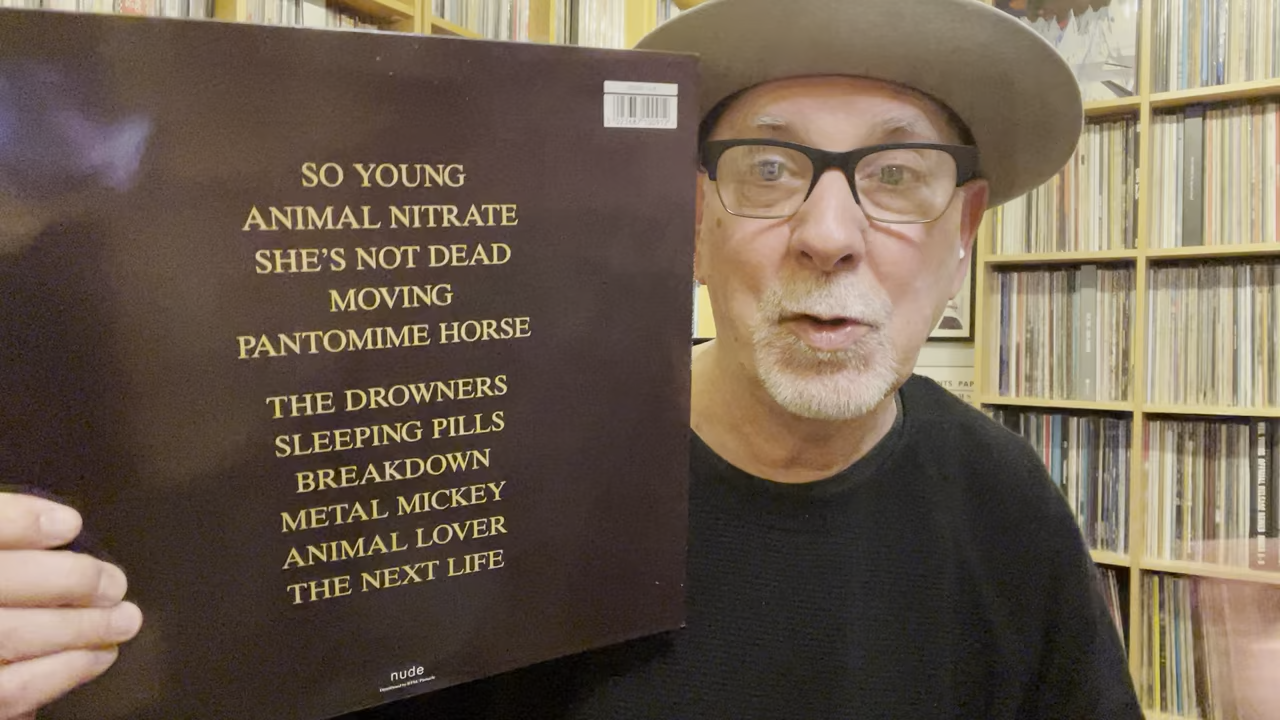 SO YOUNG
ANIMAL NITRATE
SHE'S NOT DEAD
MOVING
PANTOMIME HORSE
THE DROWNERS
SLEEPING PILLS
BREAKDOWN
METAL MICKEY
ANIMAL LOVER
THE NEXT LIFE
nude